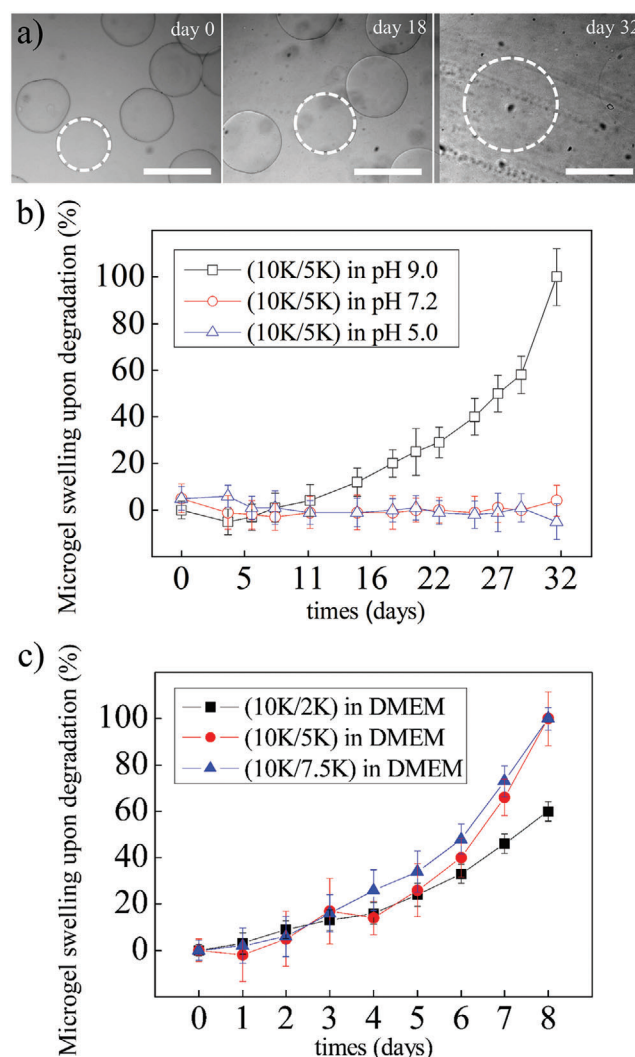 a)
day 0
day 18
day 32
b)
Microgel swelling upon degradation (%)
100
80
60
40
20
0
(10K/5K) in pH 9.0
(10K/5K) in pH 7.2
(10K/5K) in pH 5.0
0 5 11 16 22 27 32
times (days)
c)
Microgel swelling upon degradation (%)
100
80
60
40
20
0
(10K/2K) in DMEM
(10K/5K) in DMEM
(10K/7.5K) in DMEM
0 1 2 3 4 5 6 7 8
times (days)